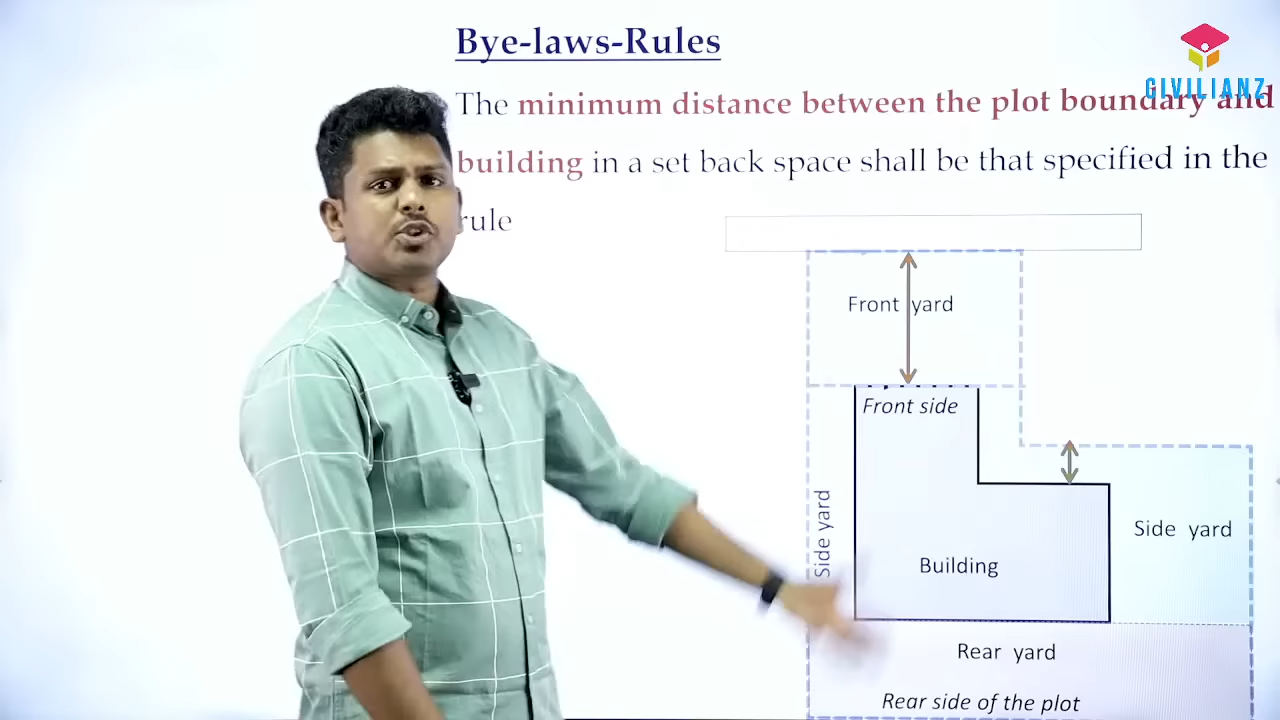 Bye-laws-Rules
CIVILIANZ
The minimum distance between the plot boundary and
building in a set back space shall be that specified in the
rule
Front yard
Front side
Side yard
Side yard
Building
Rear yard
Rear side of the plot